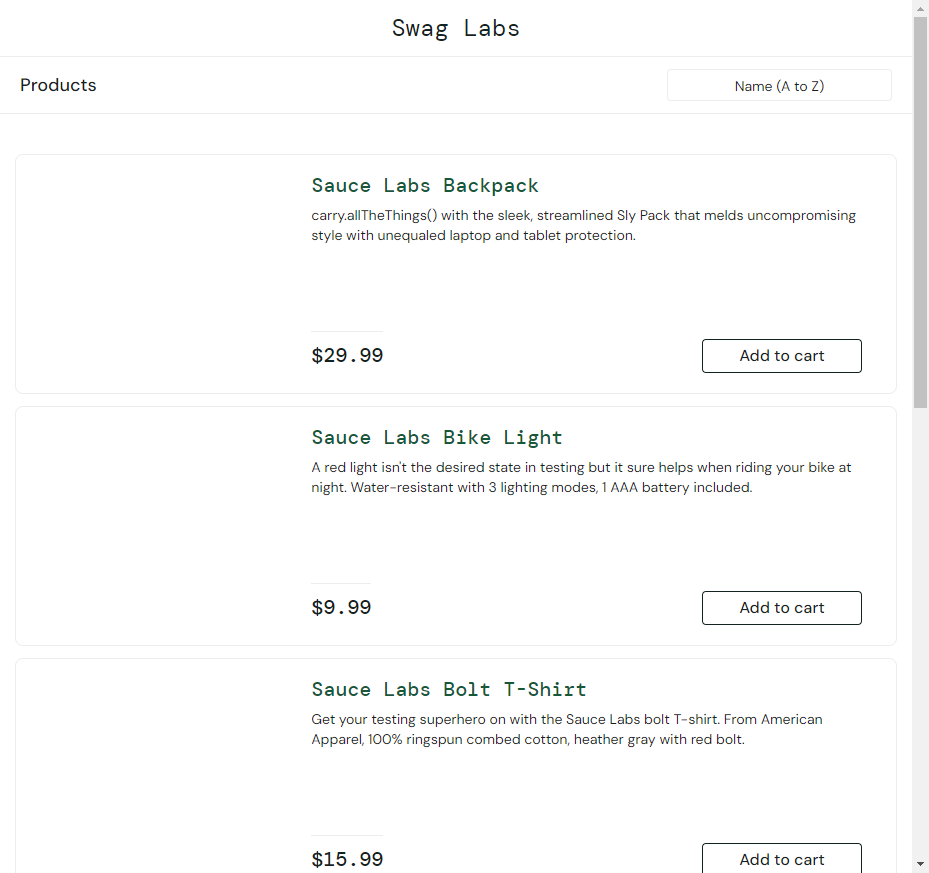 Swag Labs
Products
Name (A to Z)
Sauce Labs Backpack
carry.allTheThings() with the sleek, streamlined Sly Pack that melds uncompromising
style with unequaled laptop and tablet protection.
$29.99
Add to cart
Sauce Labs Bike Light
A red light isn't the desired state in testing but it sure helps when riding your bike at
night. Water-resistant with 3 lighting modes, 1 AAA battery included.
$9.99
Add to cart
Sauce Labs Bolt T-Shirt
Get your testing superhero on with the Sauce Labs bolt T-shirt. From American
Apparel, 100% ringspun combed cotton, heather gray with red bolt.
$15.99
Add to cart